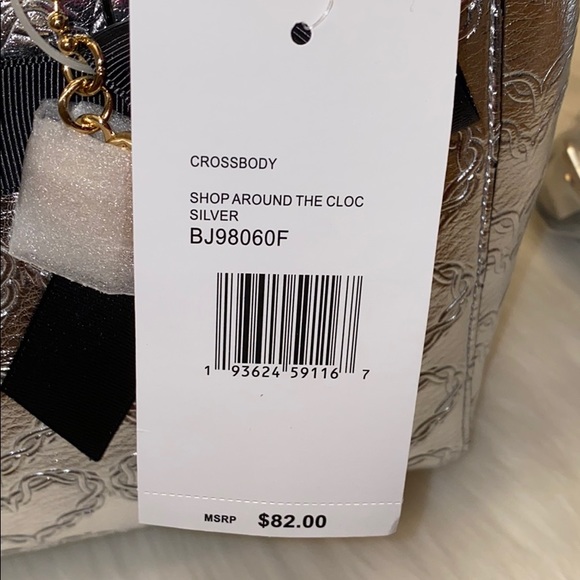 CROSSBODY
SHOP AROUND THE CLOC
SILVER
BJ98060F
1 93624 59116 7
MSRP $82.00